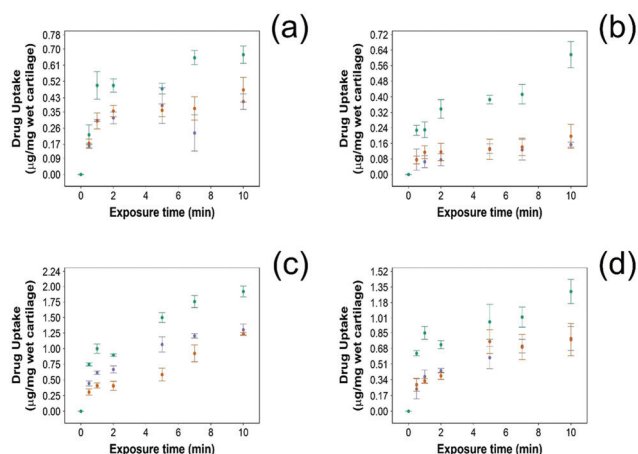 (a)
Drug Uptake
(µg/mg wet cartilage)
0.78
0.70
0.61
0.52
0.43
0.35
0.26
0.17
0.09
0.00
0 2 4 6 8 10
Exposure time (min)
(b)
Drug Uptake
(µg/mg wet cartilage)
0.72
0.64
0.56
0.48
0.40
0.32
0.24
0.16
0.08
0.00
0 2 4 6 8 10
Exposure time (min)
(c)
Drug Uptake
(µg/mg wet cartilage)
2.24
2.00
1.75
1.50
1.25
1.00
0.75
0.50
0.25
0.00
0 2 4 6 8 10
Exposure time (min)
(d)
Drug Uptake
(µg/mg wet cartilage)
1.52
1.35
1.18
1.01
0.85
0.68
0.51
0.34
0.17
0.00
0 2 4 6 8 10
Exposure time (min)